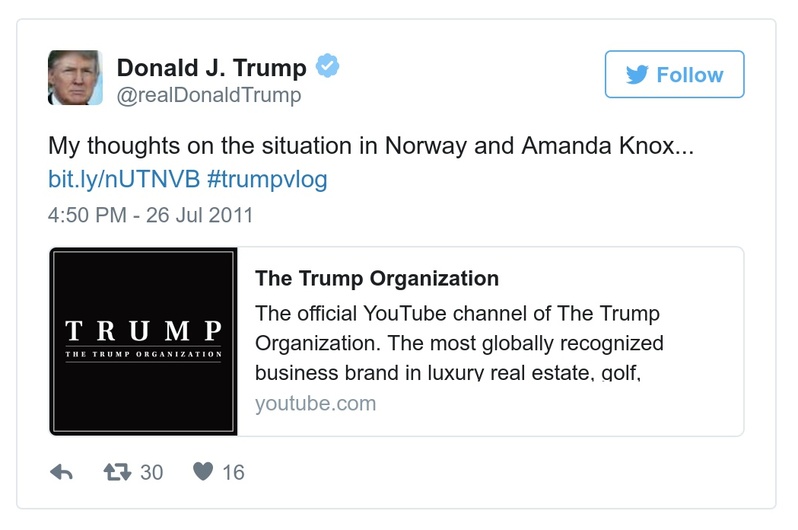 Donald J. Trump
@realDonaldTrump
Follow
My thoughts on the situation in Norway and Amanda Knox...
bit.ly/nUTNVB #trumpvlog
4:50 PM - 26 Jul 2011
TRUMP
THE TRUMP ORGANIZATION
The Trump Organization
The official YouTube channel of The Trump
Organization. The most globally recognized
business brand in luxury real estate, golf,
youtube.com
30
16